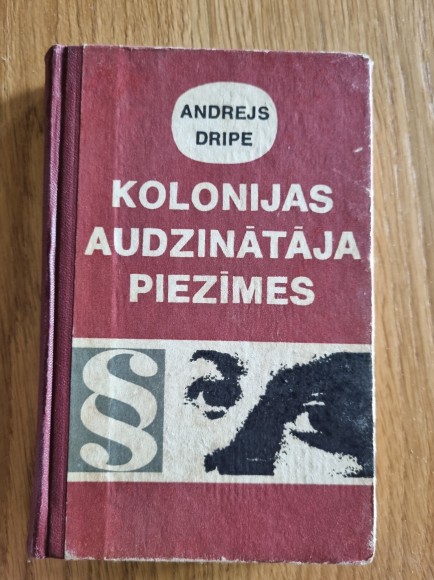 ANDREJS
DRIPE
KOLONIJAS
AUDZINĀTĀJA
PIEZĪMES
§